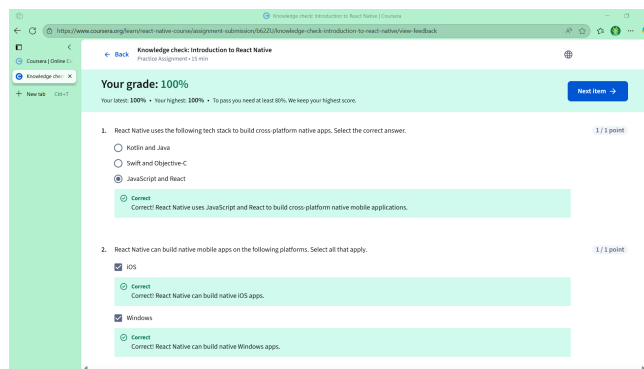 Knowledge check: Introduction to React Native | Coursera
https://www.coursera.org/learn/react-native-course/assignment-submission/b6ZZU/knowledge-check-introduction-to-react-native/view-feedback
Coursera | Online Co
Knowledge chec
New tab Ctrl+T
Back
Knowledge check: Introduction to React Native
Practice Assignment • 15 min
Your grade: 100%
Your latest: 100% • Your highest: 100% • To pass you need at least 80%. We keep your highest score.
Next item →
1. React Native uses the following tech stack to build cross-platform native apps. Select the correct answer.
1 / 1 point
Kotlin and Java
Swift and Objective-C
JavaScript and React
Correct
Correct! React Native uses JavaScript and React to build cross-platform native mobile applications.
2. React Native can build native mobile apps on the following platforms. Select all that apply.
1 / 1 point
iOS
Correct
Correct! React Native can build native iOS apps.
Windows
Correct
Correct! React Native can build native Windows apps.